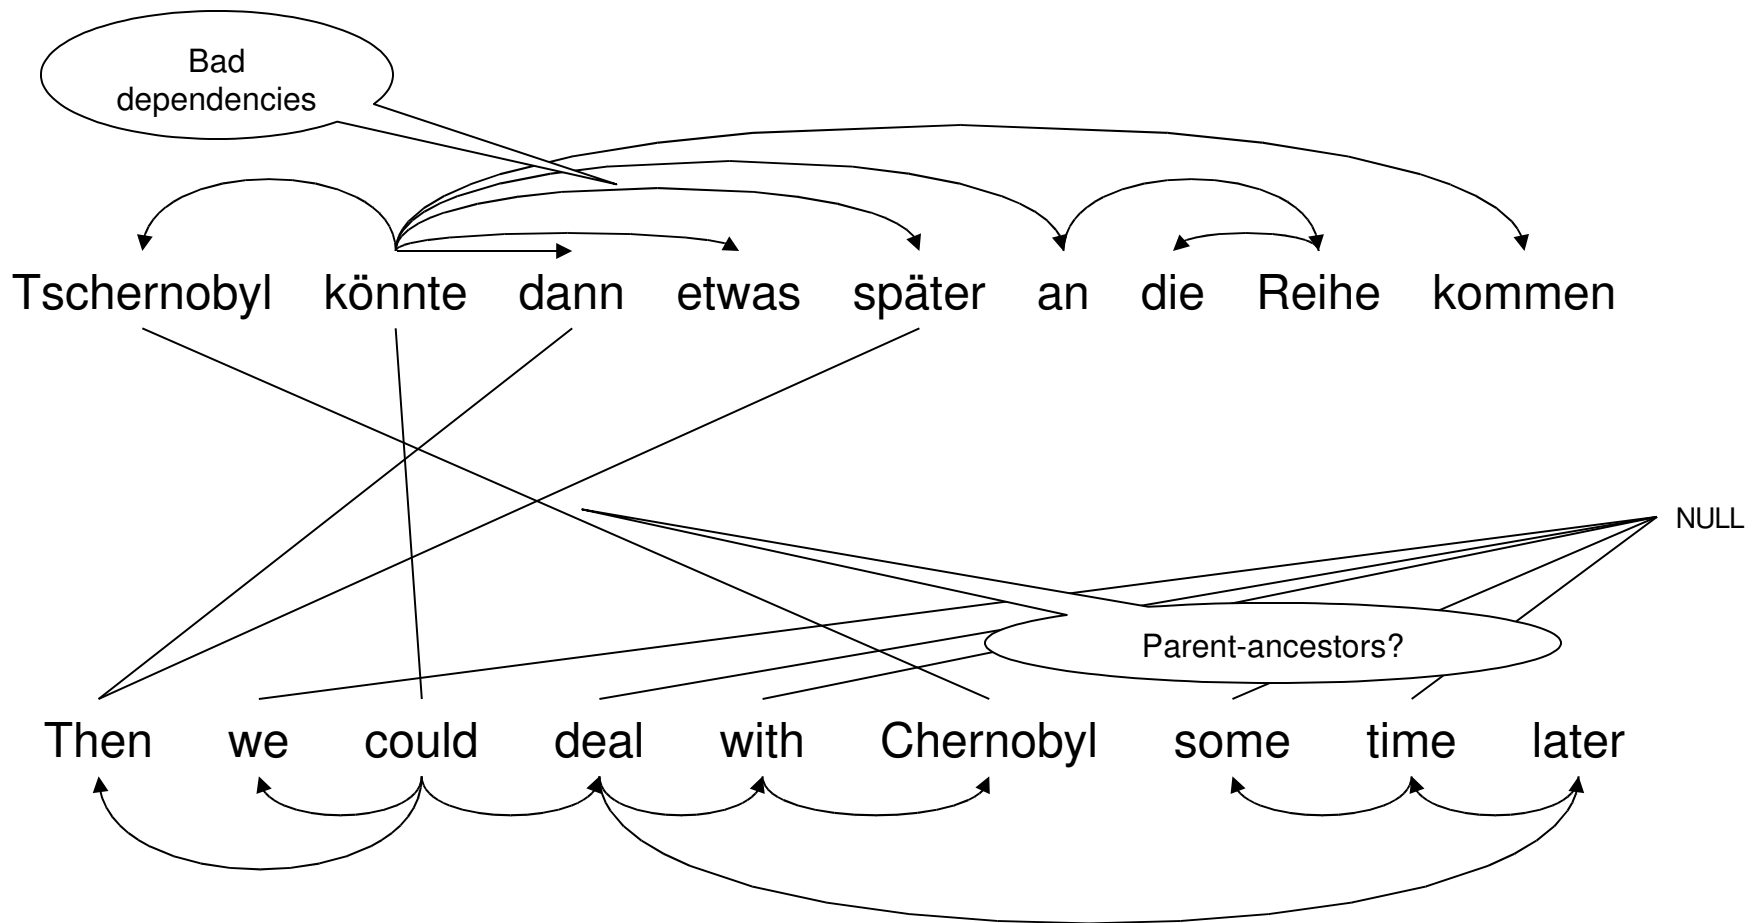 Bad
dependencies
Tschernobyl könnte dann etwas später an die Reihe kommen
NULL
Parent-ancestors?
Then we could deal with Chernobyl some time later